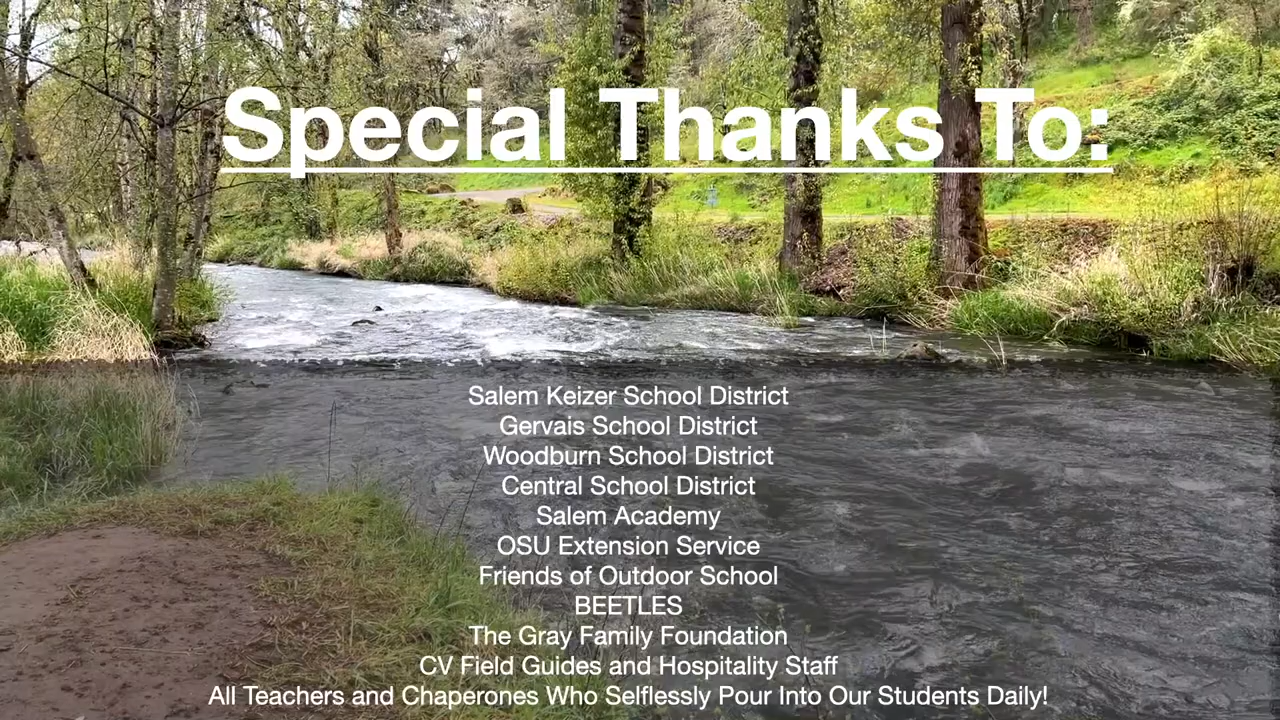 Special Thanks To:
Salem Keizer School District
Gervais School District
Woodburn School District
Central School District
Salem Academy
OSU Extension Service
Friends of Outdoor School
BEETLES
The Gray Family Foundation
CV Field Guides and Hospitality Staff
All Teachers and Chaperones Who Selflessly Pour Into Our Students Daily!